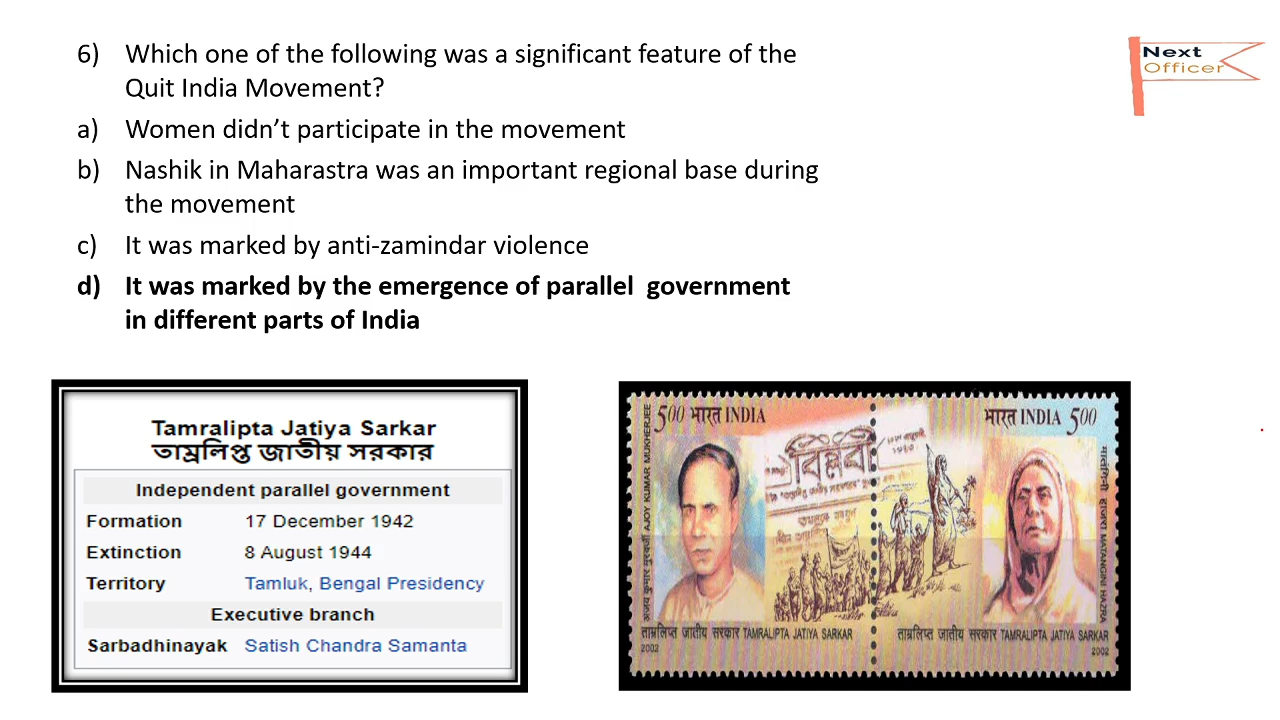 6) Which one of the following was a significant feature of the
Quit India Movement?
a) Women didn’t participate in the movement
b) Nashik in Maharastra was an important regional base during
the movement
c) It was marked by anti-zamindar violence
d) It was marked by the emergence of parallel government
in different parts of India
Next
Officer
Tamralipta Jatiya Sarkar
তাম্রলিপ্ত জাতীয় সরকার
Independent parallel government
Formation 17 December 1942
Extinction 8 August 1944
Territory Tamluk, Bengal Presidency
Executive branch
Sarbadhinayak Satish Chandra Samanta
500 भारत INDIA
अजय कुमार मुखर्जी AJOY KUMAR MUKHERJEE
ताम्रलिप्त जातीय सरकार TAMRALIPTA JATIYA SARKAR
2002
भारत INDIA 500
मातंगिनी हाजरा MATANGINI HAZRA
ताम्रलिप्त जातीय सरकार TAMRALIPTA JATIYA SARKAR
2002